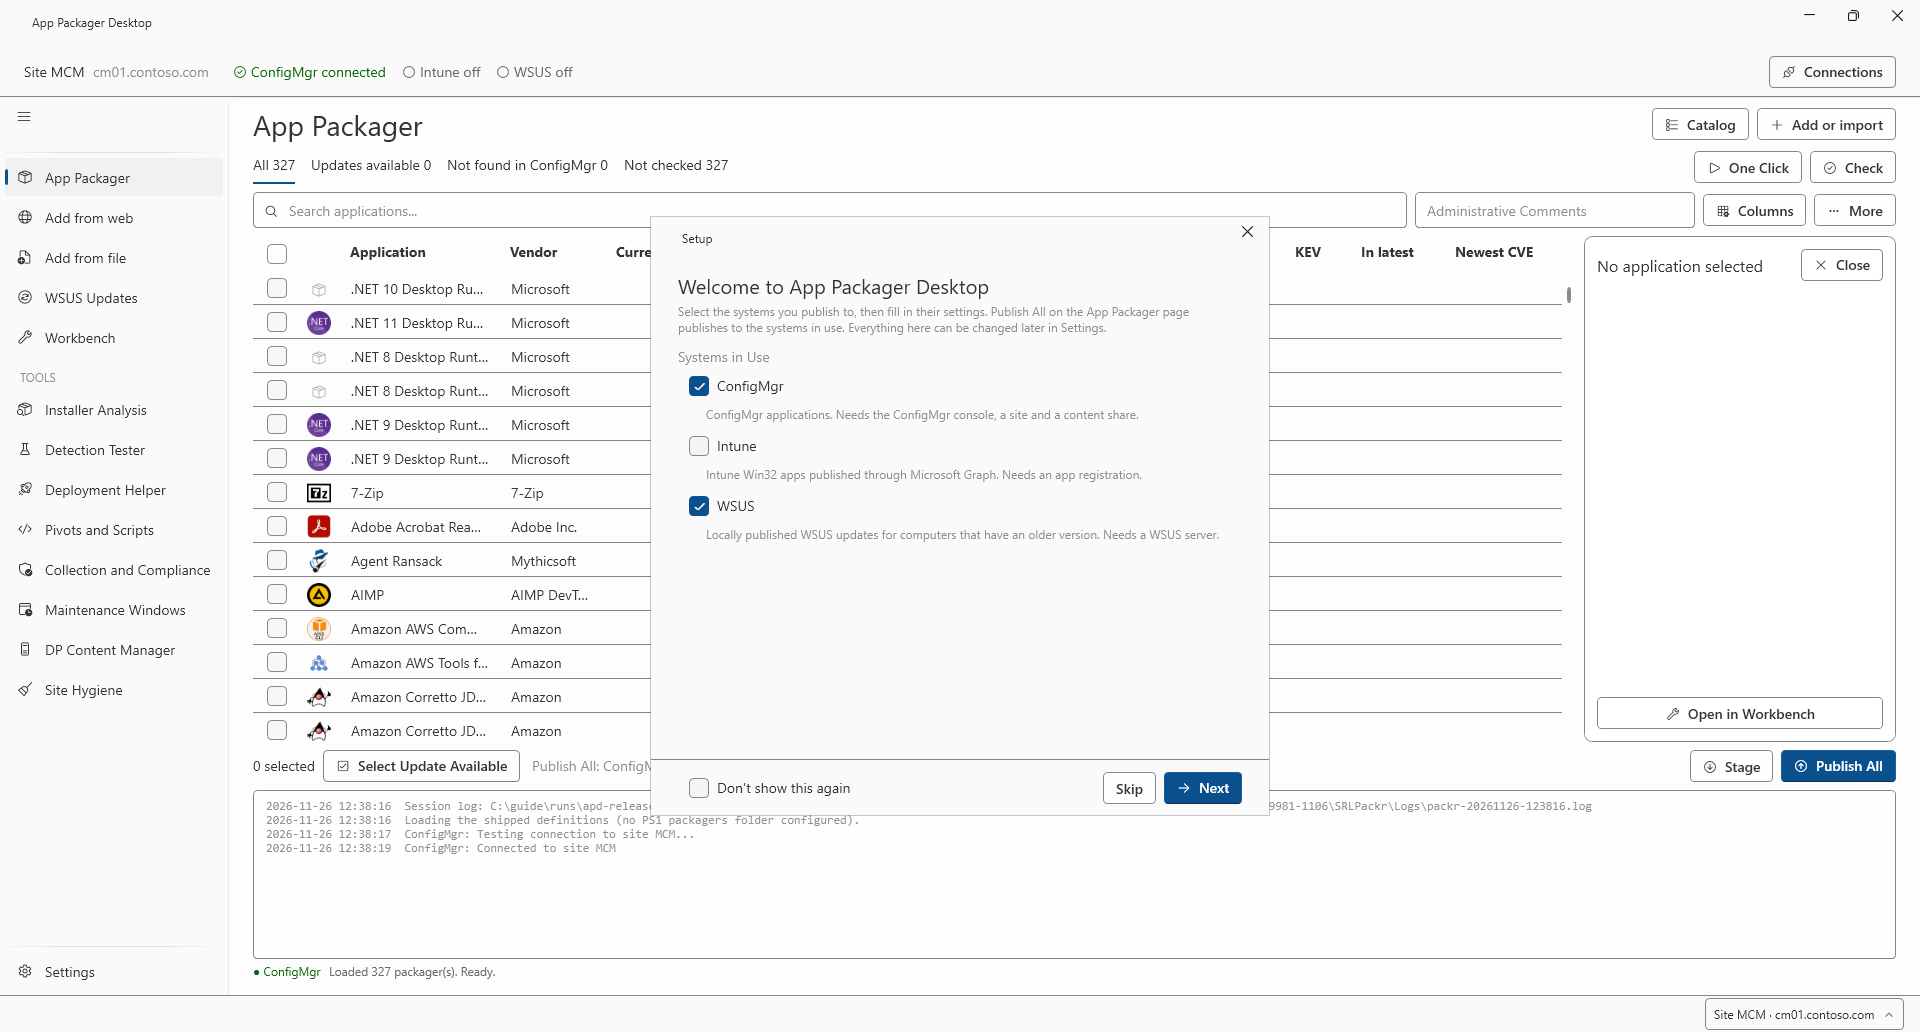 App Packager Desktop
Site MCM cm01.contoso.com ConfigMgr connected Intune off WSUS off Connections
App Packager
Add from web
Add from file
WSUS Updates
Workbench
TOOLS
Installer Analysis
Detection Tester
Deployment Helper
Pivots and Scripts
Collection and Compliance
Maintenance Windows
DP Content Manager
Site Hygiene
Settings
App Packager
Catalog Add or import
All 327 Updates available 0 Not found in ConfigMgr 0 Not checked 327
One Click Check
Search applications... Administrative Comments Columns More
Application Vendor Curre KEV In latest Newest CVE
.NET 10 Desktop Ru... Microsoft
.NET 11 Desktop Ru... Microsoft
.NET 8 Desktop Runt... Microsoft
.NET 8 Desktop Runt... Microsoft
.NET 9 Desktop Runt... Microsoft
.NET 9 Desktop Runt... Microsoft
7-Zip 7-Zip
Adobe Acrobat Rea... Adobe Inc.
Agent Ransack Mythicsoft
AIMP AIMP DevT...
Amazon AWS Com... Amazon
Amazon AWS Tools f... Amazon
Amazon Corretto JD... Amazon
Amazon Corretto JD... Amazon
No application selected Close
Open in Workbench
Setup
Welcome to App Packager Desktop
Select the systems you publish to, then fill in their settings. Publish All on the App Packager page
publishes to the systems in use. Everything here can be changed later in Settings.
Systems in Use
ConfigMgr
ConfigMgr applications. Needs the ConfigMgr console, a site and a content share.
Intune
Intune Win32 apps published through Microsoft Graph. Needs an app registration.
WSUS
Locally published WSUS updates for computers that have an older version. Needs a WSUS server.
Don't show this again Skip Next
0 selected Select Update Available Publish All: ConfigM Stage Publish All
2026-11-26 12:38:16 Session log: C:\guide\runs\apd-releas 9981-1106\SRLPackr\Logs\packr-20261126-123816.log
2026-11-26 12:38:16 Loading the shipped definitions (no PS1 packagers folder configured).
2026-11-26 12:38:17 ConfigMgr: Testing connection to site MCM...
2026-11-26 12:38:19 ConfigMgr: Connected to site MCM
ConfigMgr Loaded 327 packager(s). Ready.
Site MCM · cm01.contoso.com